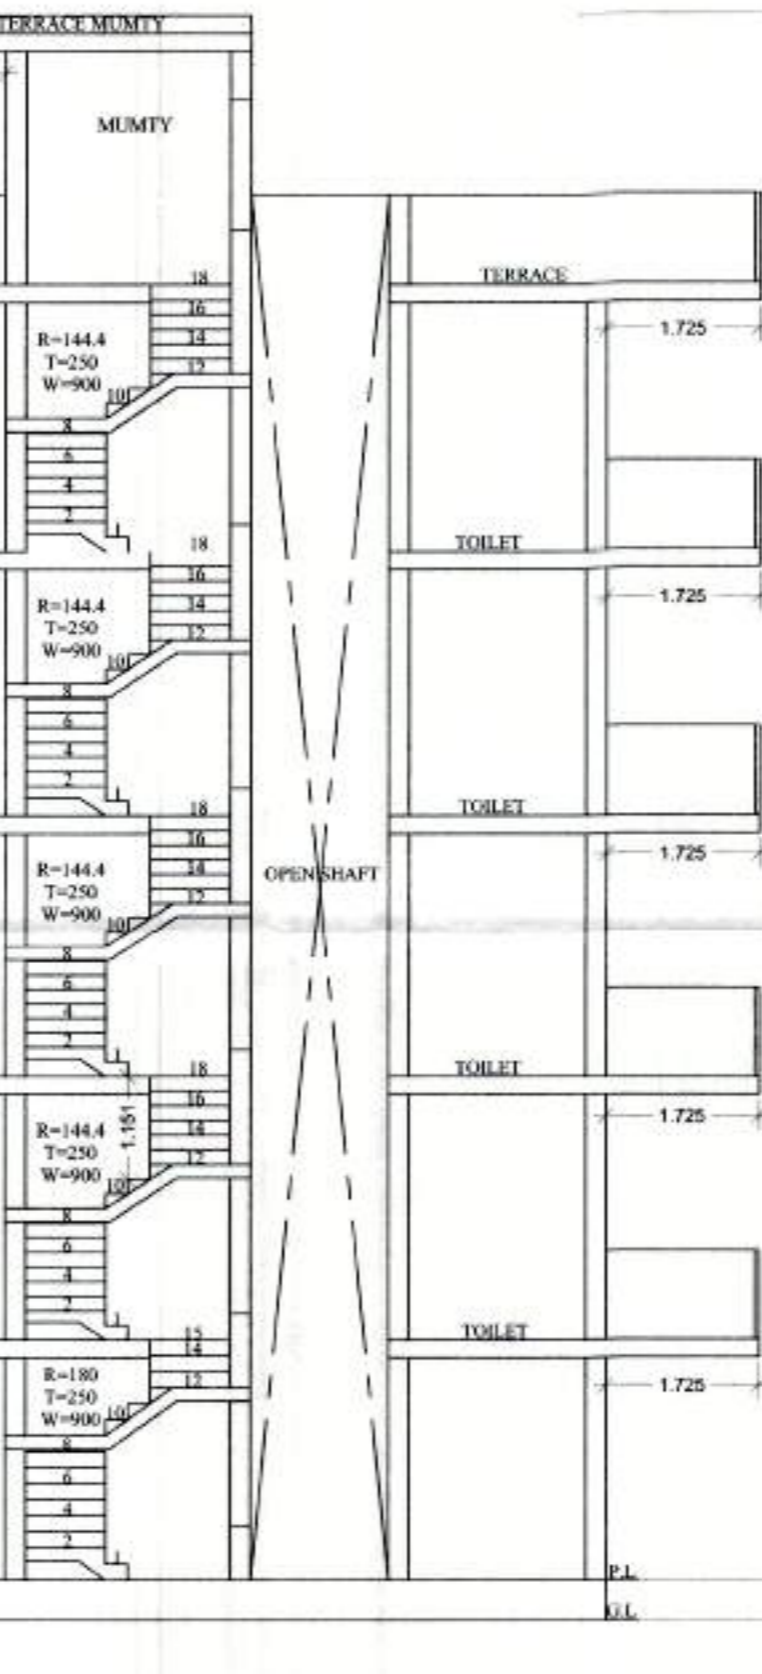 TERRACE MUMTY
MUMTY
18
TERRACE
16
1.725
R=144.4
14
T=250
12
W=900
10
8
6
4
2
1
18
TOILET
16
1.725
R=144.4
14
T=250
12
W=900
10
8
6
4
2
1
18
TOILET
16
1.725
R=144.4
14
OPEN SHAFT
T=250
12
W=900
10
8
6
4
2
1
18
TOILET
16
1.725
R=144.4
1.151
14
T=250
12
W=900
10
8
6
4
2
1
15
TOILET
14
R=180
12
1.725
T=250
W=900
10
8
6
4
2
1
P.L
G.L